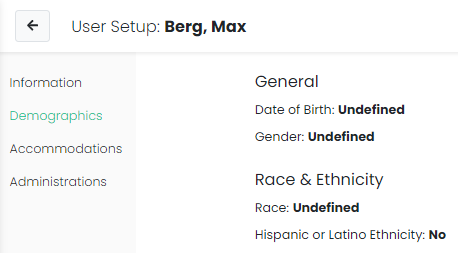 User Setup: Berg, Max
Information
Demographics
Accommodations
Administrations
General
Date of Birth: Undefined
Gender: Undefined
Race & Ethnicity
Race: Undefined
Hispanic or Latino Ethnicity: No